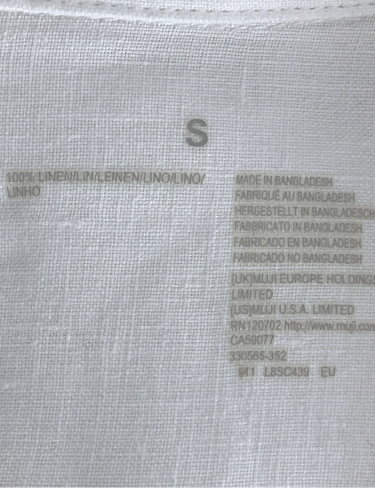 S
100% LINEN/LIN/LEINEN/LINO/LINO/
LINHO
MADE IN BANGLADESH
FABRIQUÉ AU BANGLADESH
HERGESTELLT IN BANGLADESCH
FABBRICATO IN BANGLADESH
FABRICADO EN BANGLADESH
FABRICADO NO BANGLADESH
[UK]MUJI EUROPE HOLDINGS
LIMITED
[US]MUJI U.S.A. LIMITED
RN120702 http://www.muji.com
CA59077
L8SC439 EU